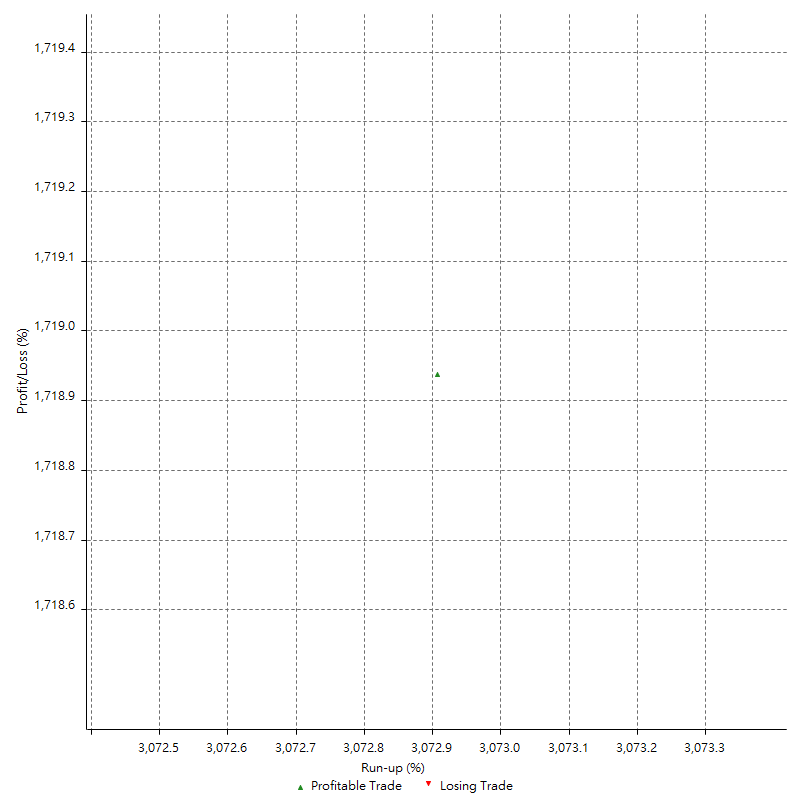 1,719.4
1,719.3
1,719.2
1,719.1
1,719.0
1,718.9
1,718.8
1,718.7
1,718.6
Profit/Loss (%)
3,072.5 3,072.6 3,072.7 3,072.8 3,072.9 3,073.0 3,073.1 3,073.2 3,073.3
Run-up (%)
Profitable Trade Losing Trade